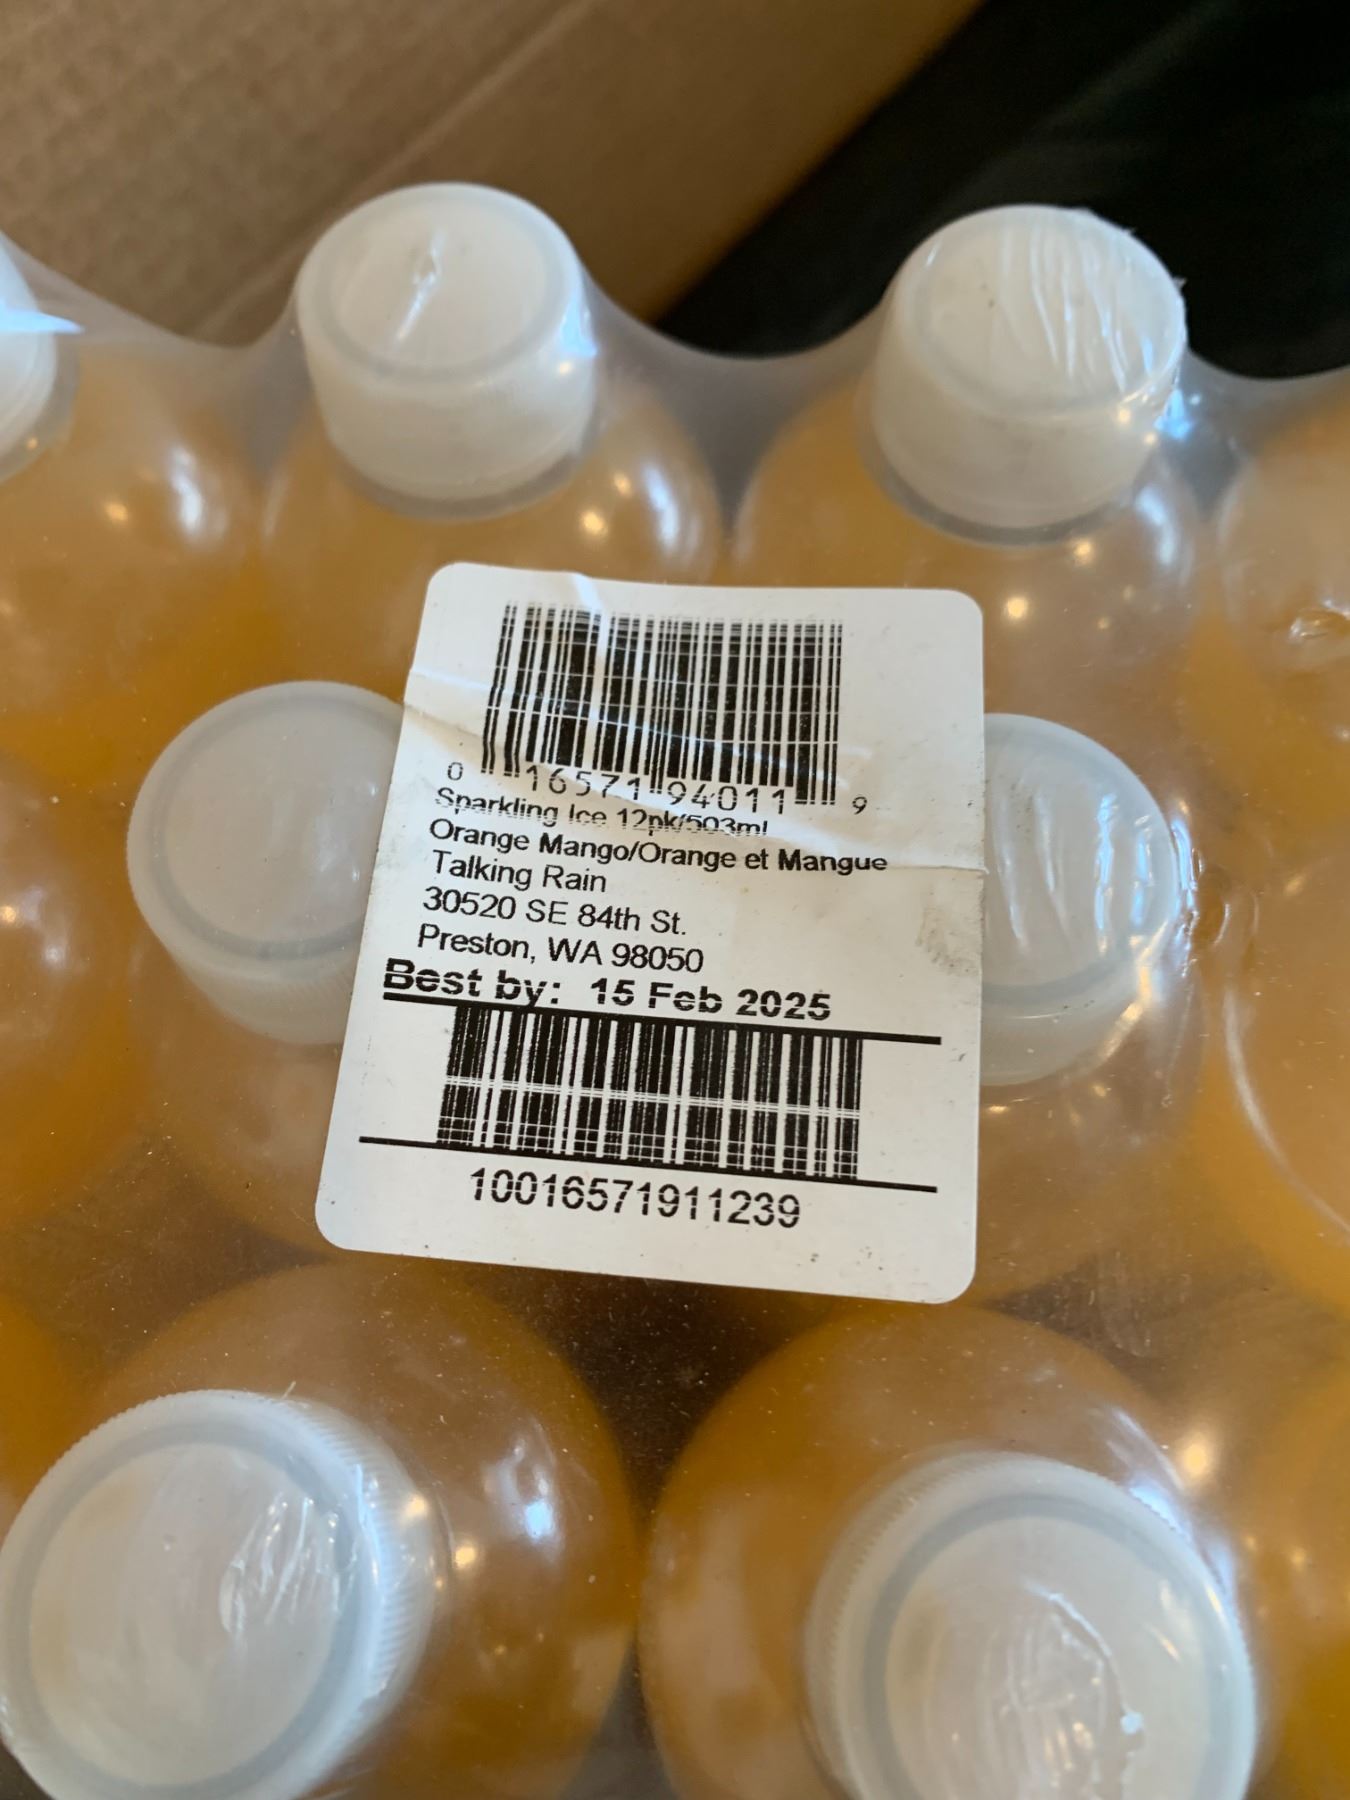 0 16571 94011 9
Sparkling Ice 12pk/503ml
Orange Mango/Orange et Mangue
Talking Rain
30520 SE 84th St.
Preston, WA 98050
Best by: 15 Feb 2025
10016571911239